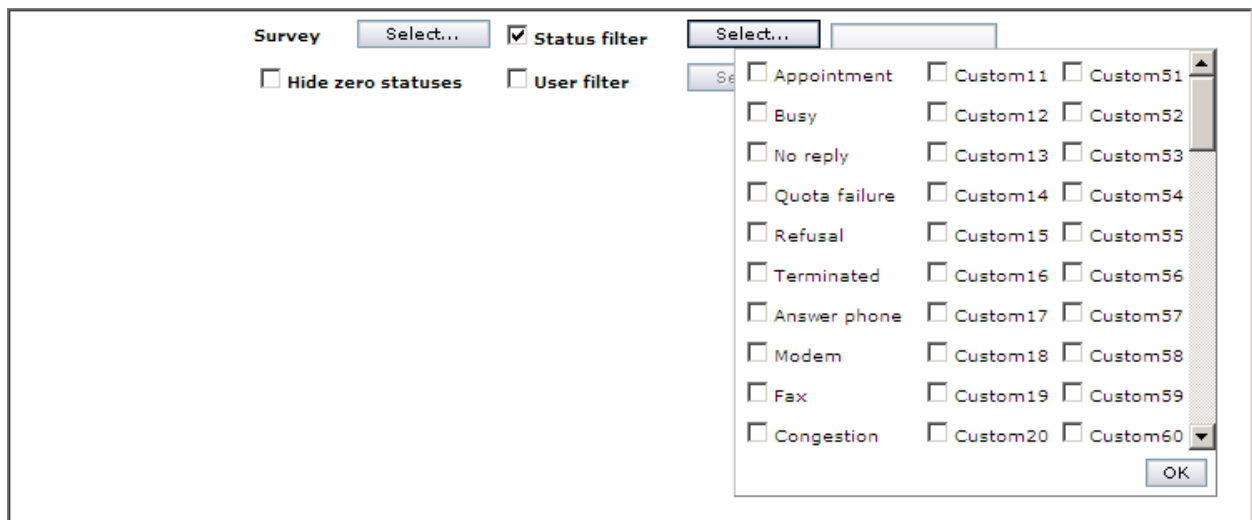 Survey Select... Status filter Select...
Hide zero statuses User filter Se
Appointment Custom11 Custom51
Busy Custom12 Custom52
No reply Custom13 Custom53
Quota failure Custom14 Custom54
Refusal Custom15 Custom55
Terminated Custom16 Custom56
Answer phone Custom17 Custom57
Modem Custom18 Custom58
Fax Custom19 Custom59
Congestion Custom20 Custom60
OK